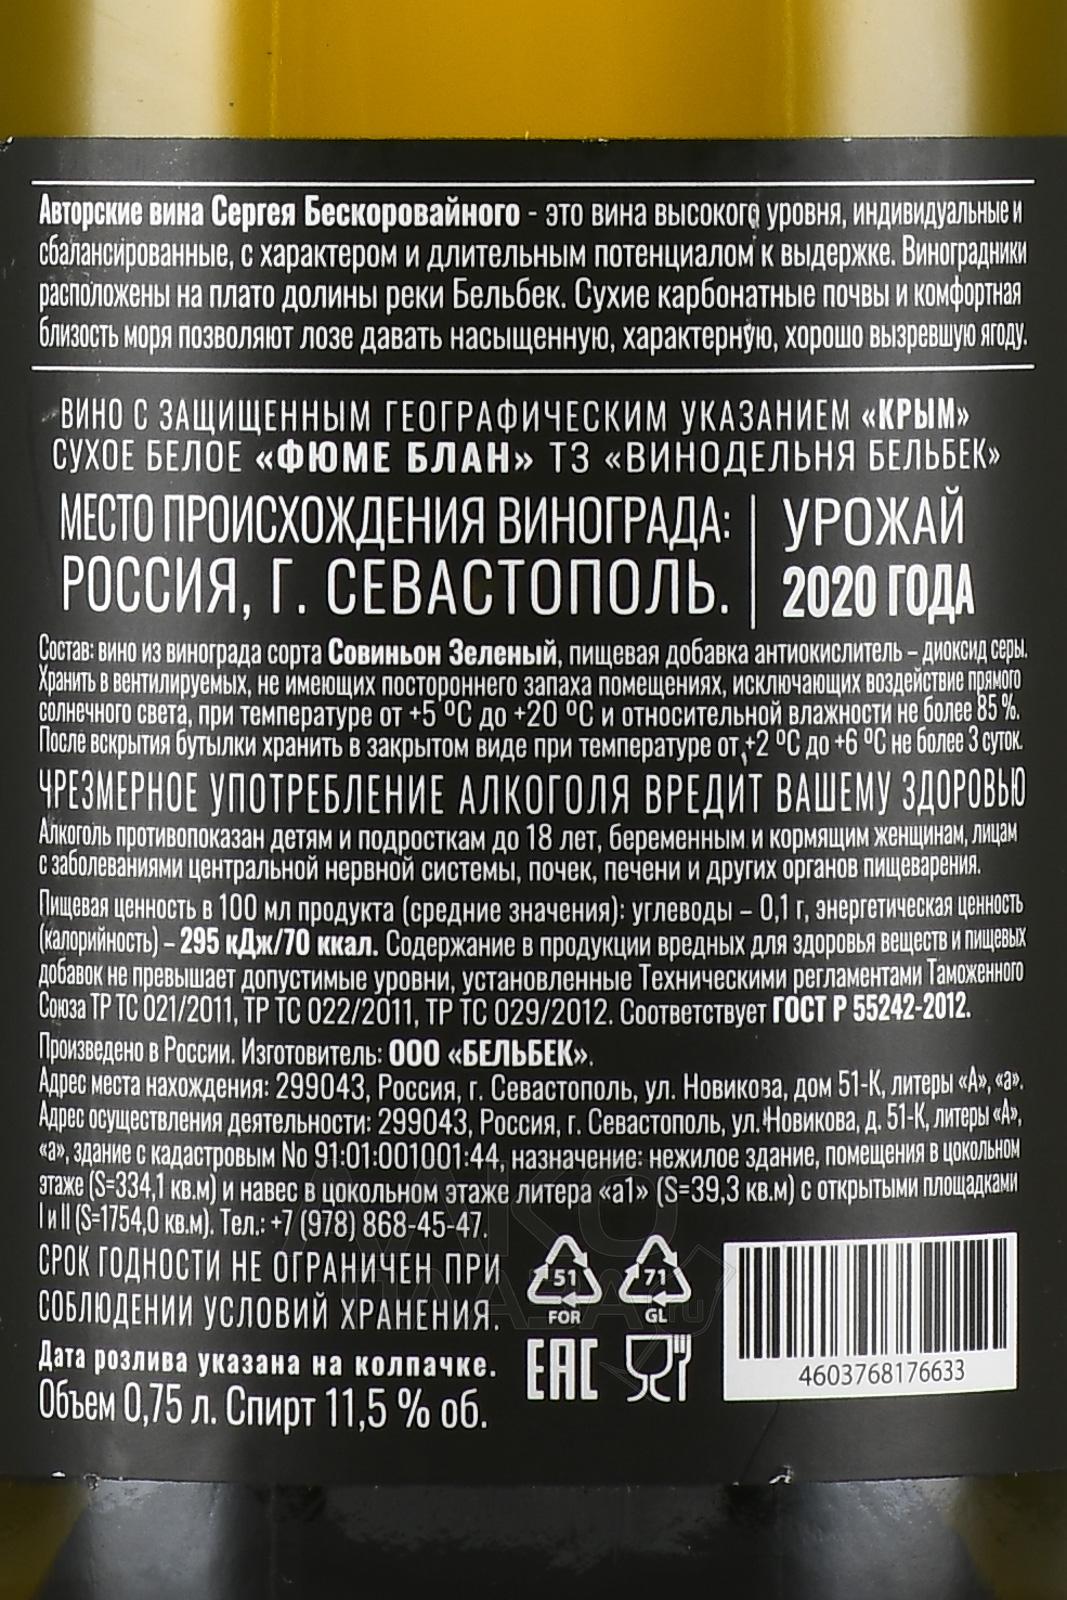 Авторские вина Сергея Бескоровайного - это вина высокого уровня, индивидуальные и
сбалансированные, с характером и длительным потенциалом к выдержке. Виноградники
расположены на плато долины реки Бельбек. Сухие карбонатные почвы и комфортная
близость моря позволяют лозе давать насыщенную, характерную, хорошо вызревшую ягоду.
ВИНО С ЗАЩИЩЕННЫМ ГЕОГРАФИЧЕСКИМ УКАЗАНИЕМ «КРЫМ»
СУХОЕ БЕЛОЕ «ФЮМЕ БЛАН» ТЗ «ВИНОДЕЛЬНЯ БЕЛЬБЕК»
МЕСТО ПРОИСХОЖДЕНИЯ ВИНОГРАДА:
РОССИЯ, Г. СЕВАСТОПОЛЬ.
УРОЖАЙ
2020 ГОДА
Состав: вино из винограда сорта Совиньон Зеленый, пищевая добавка антиокислитель – диоксид серы.
Хранить в вентилируемых, не имеющих постороннего запаха помещениях, исключающих воздействие прямого
солнечного света, при температуре от +5 ºС до +20 ºС и относительной влажности не более 85 %.
После вскрытия бутылки хранить в закрытом виде при температуре от +2 ºС до +6 ºС не более 3 суток.
ЧРЕЗМЕРНОЕ УПОТРЕБЛЕНИЕ АЛКОГОЛЯ ВРЕДИТ ВАШЕМУ ЗДОРОВЬЮ
Алкоголь противопоказан детям и подросткам до 18 лет, беременным и кормящим женщинам, лицам
с заболеваниями центральной нервной системы, почек, печени и других органов пищеварения.
Пищевая ценность в 100 мл продукта (средние значения): углеводы – 0,1 г, энергетическая ценность
(калорийность) – 295 кДж/70 ккал. Содержание в продукции вредных для здоровья веществ и пищевых
добавок не превышает допустимые уровни, установленные Техническими регламентами Таможенного
Союза ТР ТС 021/2011, ТР ТС 022/2011, ТР ТС 029/2012. Соответствует ГОСТ Р 55242-2012.
Произведено в России. Изготовитель: ООО «БЕЛЬБЕК».
Адрес места нахождения: 299043, Россия, г. Севастополь, ул. Новикова, дом 51-К, литеры «А», «а».
Адрес осуществления деятельности: 299043, Россия, г. Севастополь, ул. Новикова, д. 51-К, литеры «А»,
«а», здание с кадастровым No 91:01:001001:44, назначение: нежилое здание, помещения в цокольном
этаже (S=334,1 кв.м) и навес в цокольном этаже литера «а1» (S=39,3 кв.м) с открытыми площадками
I и II (S=1754,0 кв.м). Тел.: +7 (978) 868-45-47.
СРОК ГОДНОСТИ НЕ ОГРАНИЧЕН ПРИ
СОБЛЮДЕНИИ УСЛОВИЙ ХРАНЕНИЯ.
Дата розлива указана на колпачке.
Объем 0,75 л. Спирт 11,5 % об.
51
FOR
71
GL
EAC
4603768176633
АЛКО
ПЛАЗА.ru